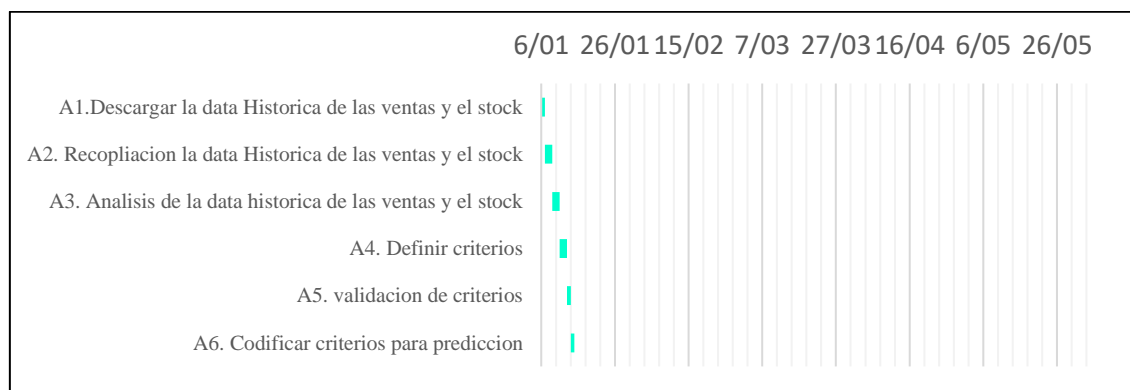 6/01 26/01 15/02 7/03 27/03 16/04 6/05 26/05
A1.Descargar la data Historica de las ventas y el stock
A2. Recopliacion la data Historica de las ventas y el stock
A3. Analisis de la data historica de las ventas y el stock
A4. Definir criterios
A5. validacion de criterios
A6. Codificar criterios para prediccion